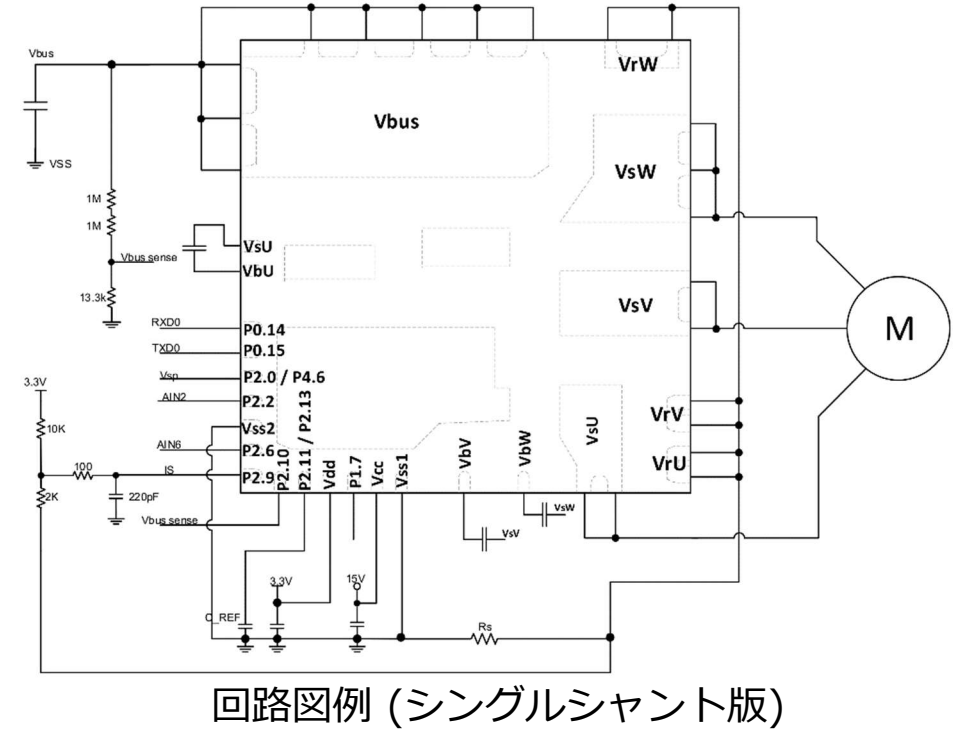 VrW
Vbus
VSS
Vbus
VsW
1M
1M
Vbus sense
VsU
VbU
13.3k
VsV
M
RXD0
P0.14
TXD0
P0.15
Vsp
P2.0 / P4.6
AIN2
P2.2
3.3V
10K
Vss2
AIN6
P2.6
100
IS
P2.9
2K
220pF
Vbus sense
P2.10
P2.11 / P2.13
Vdd
P1.7
Vcc
Vss1
VbV
VbW
VsU
VrV
VrU
VsW
VsV
3.3V
15V
C_REF
Rs
回路図例 (シングルシャント版)